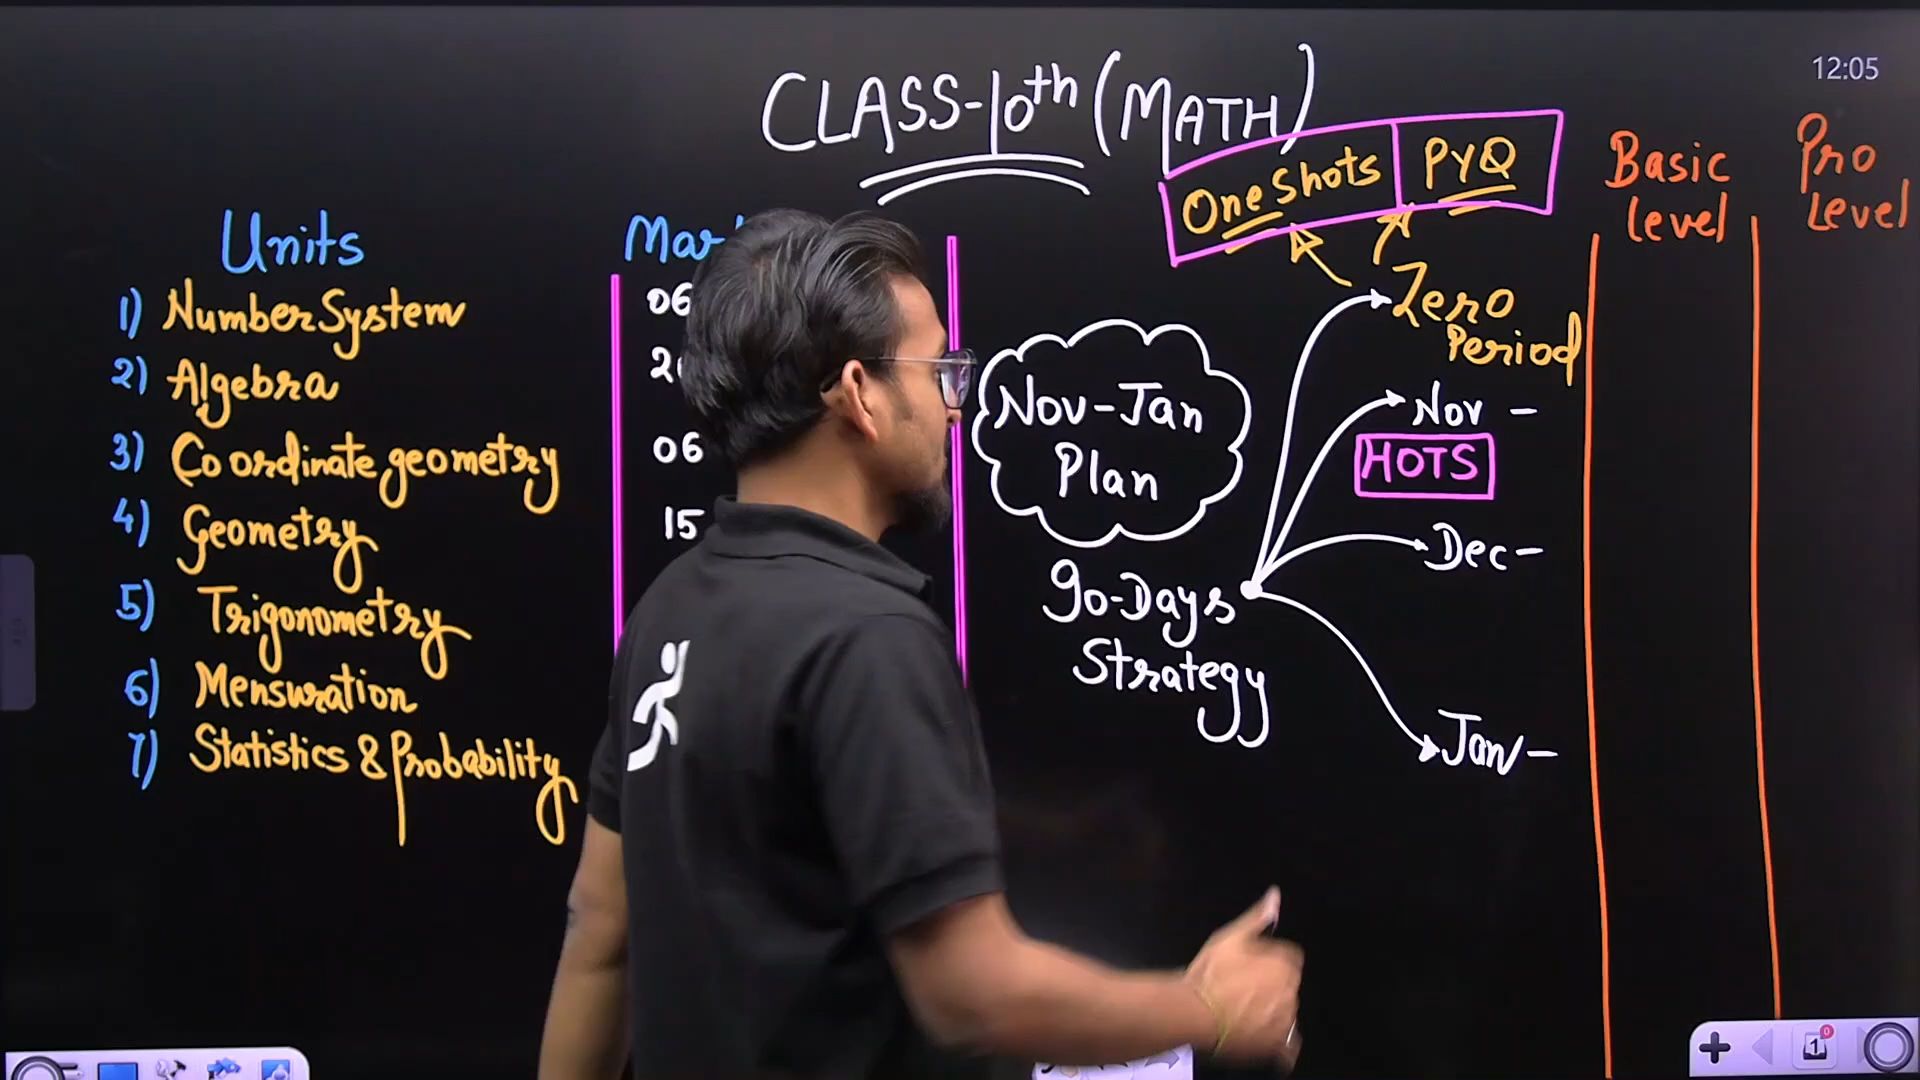 12:05
CLASS-10th (MATH)
One Shots
PYQ
Basic
Level
Pro
Level
Units
1) Number System
06
2) Algebra
3) Coordinate geometry
06
4) Geometry
15
5) Trigonometry
6) Mensuration
7) Statistics & Probability
Nov-Jan
Plan
90-Days
Strategy
Zero
Period
Nov -
HOTS
Dec -
Jan -
1
0